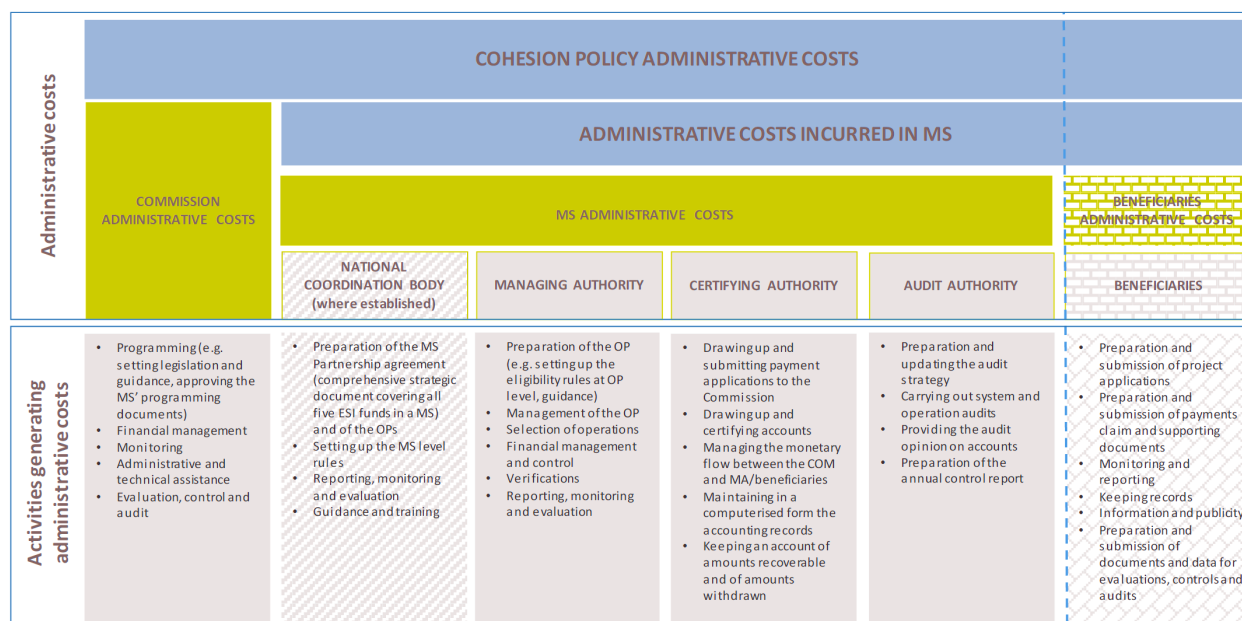 Administrative costs
COHESION POLICY ADMINISTRATIVE COSTS
ADMINISTRATIVE COSTS INCURRED IN MS
COMMISSION
ADMINISTRATIVE COSTS
MS ADMINISTRATIVE COSTS
BENEFICIARIES
ADMINISTRATIVE COSTS
NATIONAL
COORDINATION BODY
(where established)
MANAGING AUTHORITY
CERTIFYING AUTHORITY
AUDIT AUTHORITY
BENEFICIARIES
Activities generating
administrative costs
• Programming (e.g.
setting legislation and
guidance, approving the
MS' programming
documents)
• Financial management
• Monitoring
• Administrative and
technical assistance
• Evaluation, control and
audit
• Preparation of the MS
Partnership agreement
(comprehensive strategic
document covering all
five ESI funds in a MS)
and of the OPs
• Setting up the MS level
rules
• Reporting, monitoring
and evaluation
• Guidance and training
• Preparation of the OP
(e.g. setting up the
eligibility rules at OP
level, guidance)
• Management of the OP
• Selection of operations
• Financial management
and control
• Verifications
• Reporting, monitoring
and evaluation
• Drawing up and
submitting payment
applications to the
Commission
• Drawing up and
certifying accounts
• Managing the monetary
flow between the COM
and MA/beneficiaries
• Maintaining in a
computerised form the
accounting records
• Keeping an account of
amounts recoverable
and of amounts
withdrawn
• Preparation and
updating the audit
strategy
• Carrying out system and
operation audits
• Providing the audit
opinion on accounts
• Preparation of the
annual control report
• Preparation and
submission of project
applications
• Preparation and
submission of payments
claim and supporting
documents
• Monitoring and
reporting
• Keeping records
• Information and publicity
• Preparation and
submission of
documents and data for
evaluations, controls and
audits